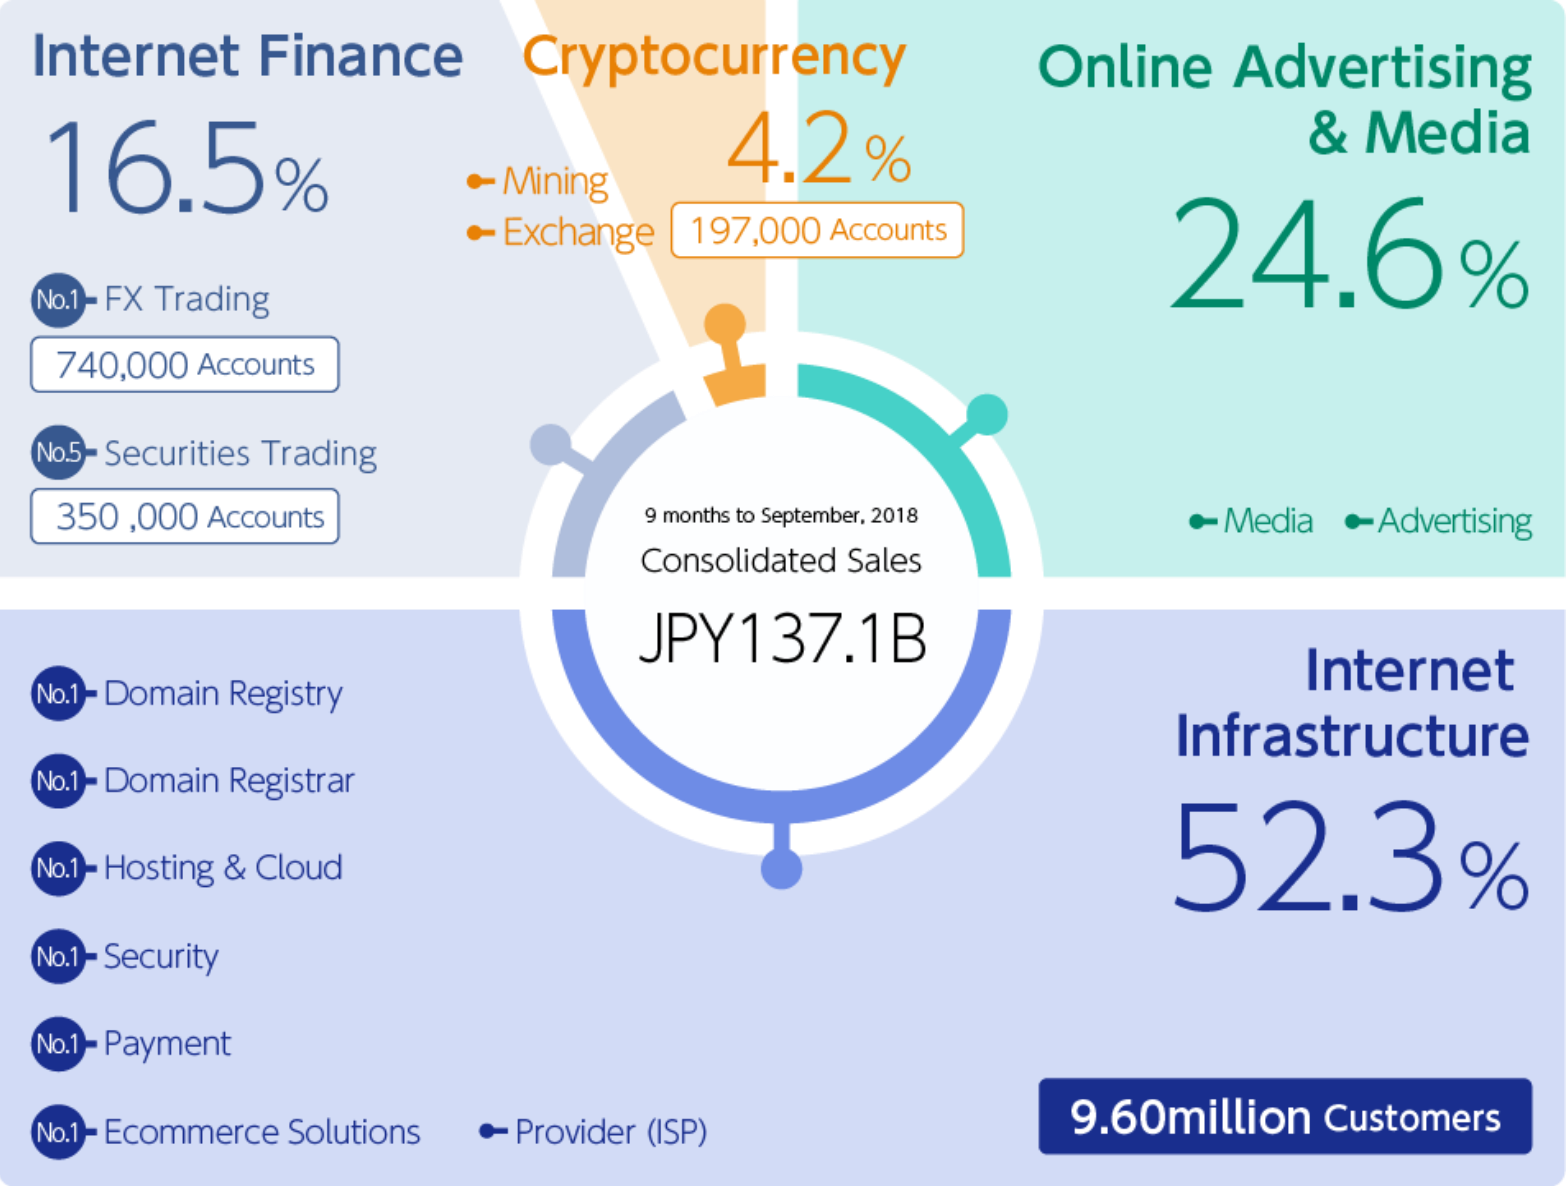 Internet Finance
16.5%
No.1 FX Trading
740,000 Accounts
No.5 Securities Trading
350 ,000 Accounts
Cryptocurrency
4.2%
Mining
Exchange 197,000 Accounts
Online Advertising
& Media
24.6%
Media Advertising
9 months to September, 2018
Consolidated Sales
JPY137.1B
Internet
Infrastructure
52.3%
No.1 Domain Registry
No.1 Domain Registrar
No.1 Hosting & Cloud
No.1 Security
No.1 Payment
No.1 Ecommerce Solutions Provider (ISP)
9.60million Customers